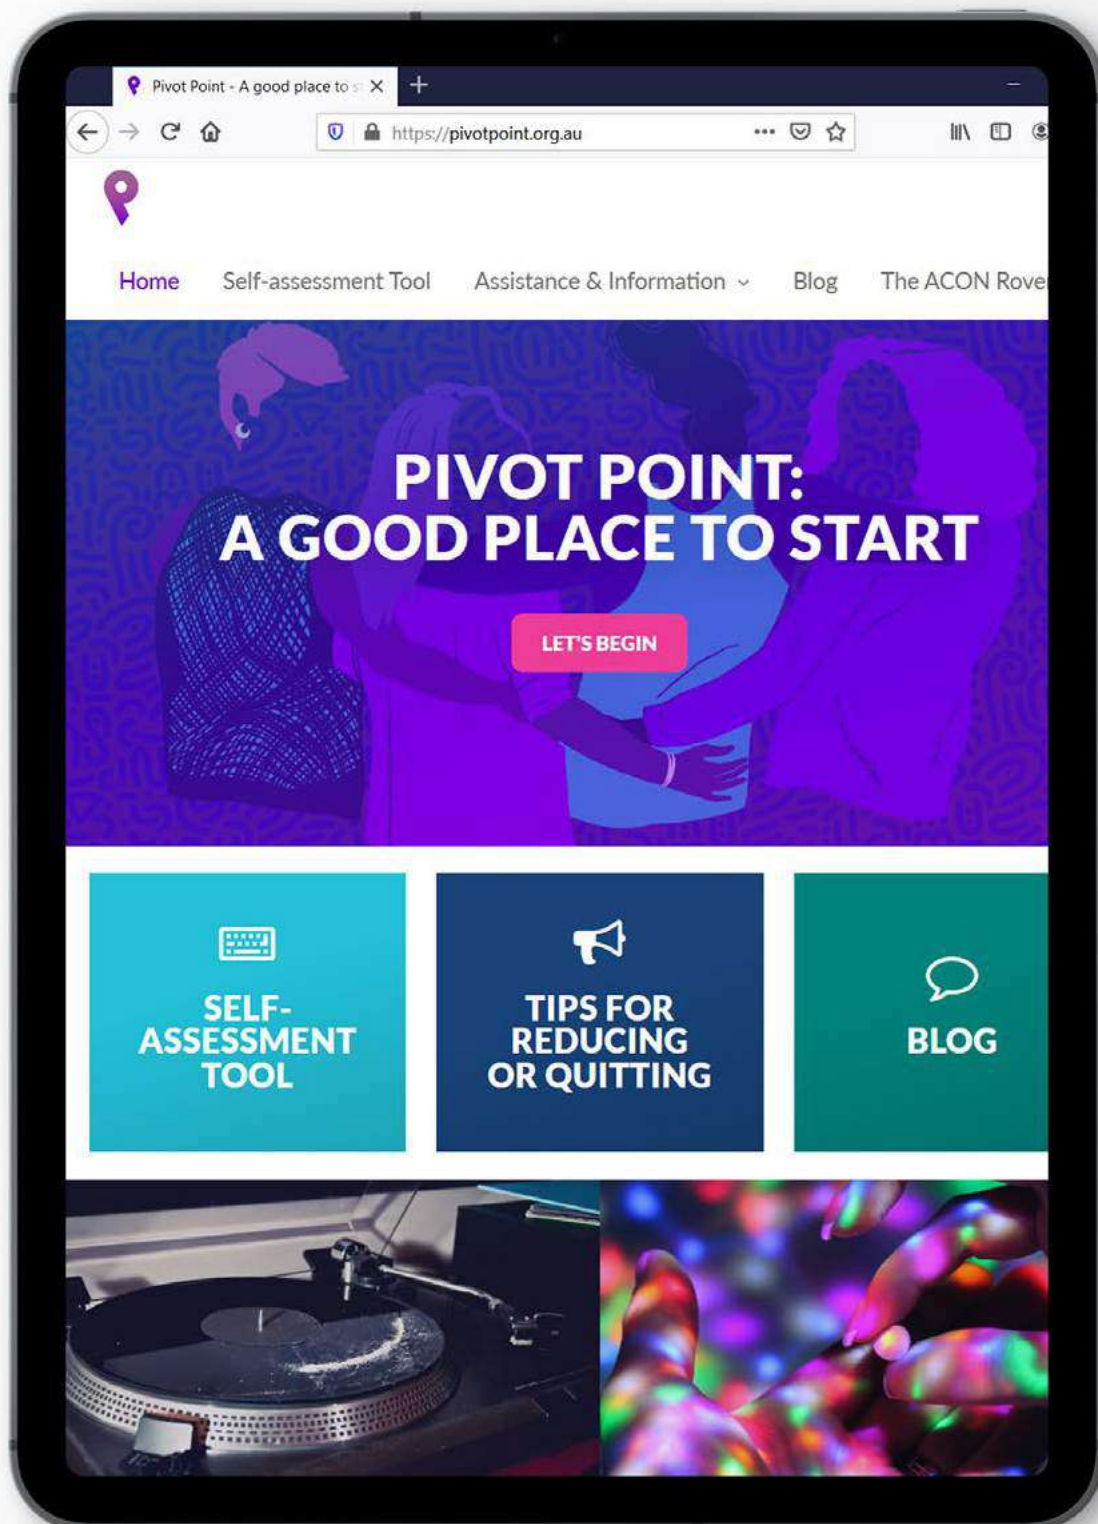 Pivot Point - A good place to s
https://pivotpoint.org.au
Home Self-assessment Tool Assistance & Information Blog The ACON Rove
PIVOT POINT:
A GOOD PLACE TO START
LET'S BEGIN
SELF-
ASSESSMENT
TOOL
TIPS FOR
REDUCING
OR QUITTING
BLOG